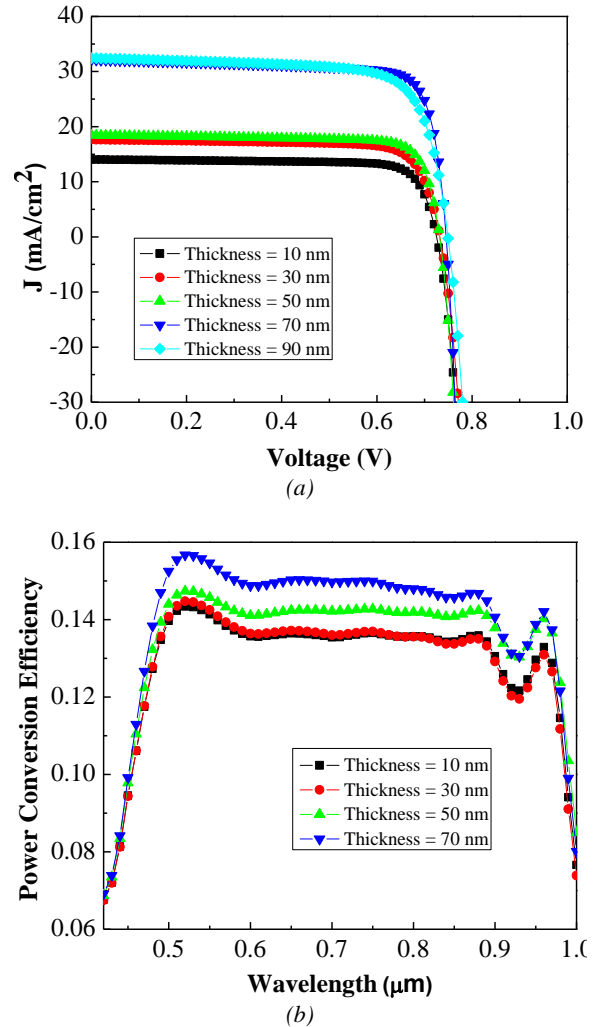 40
30
20
10
0
-10
-20
-30
J (mA/cm²)
Thickness = 10 nm
Thickness = 30 nm
Thickness = 50 nm
Thickness = 70 nm
Thickness = 90 nm
0.0 0.2 0.4 0.6 0.8 1.0
Voltage (V)
(a)
0.16
0.14
0.12
0.10
0.08
0.06
Power Conversion Efficiency
Thickness = 10 nm
Thickness = 30 nm
Thickness = 50 nm
Thickness = 70 nm
0.5 0.6 0.7 0.8 0.9 1.0
Wavelength (μm)
(b)